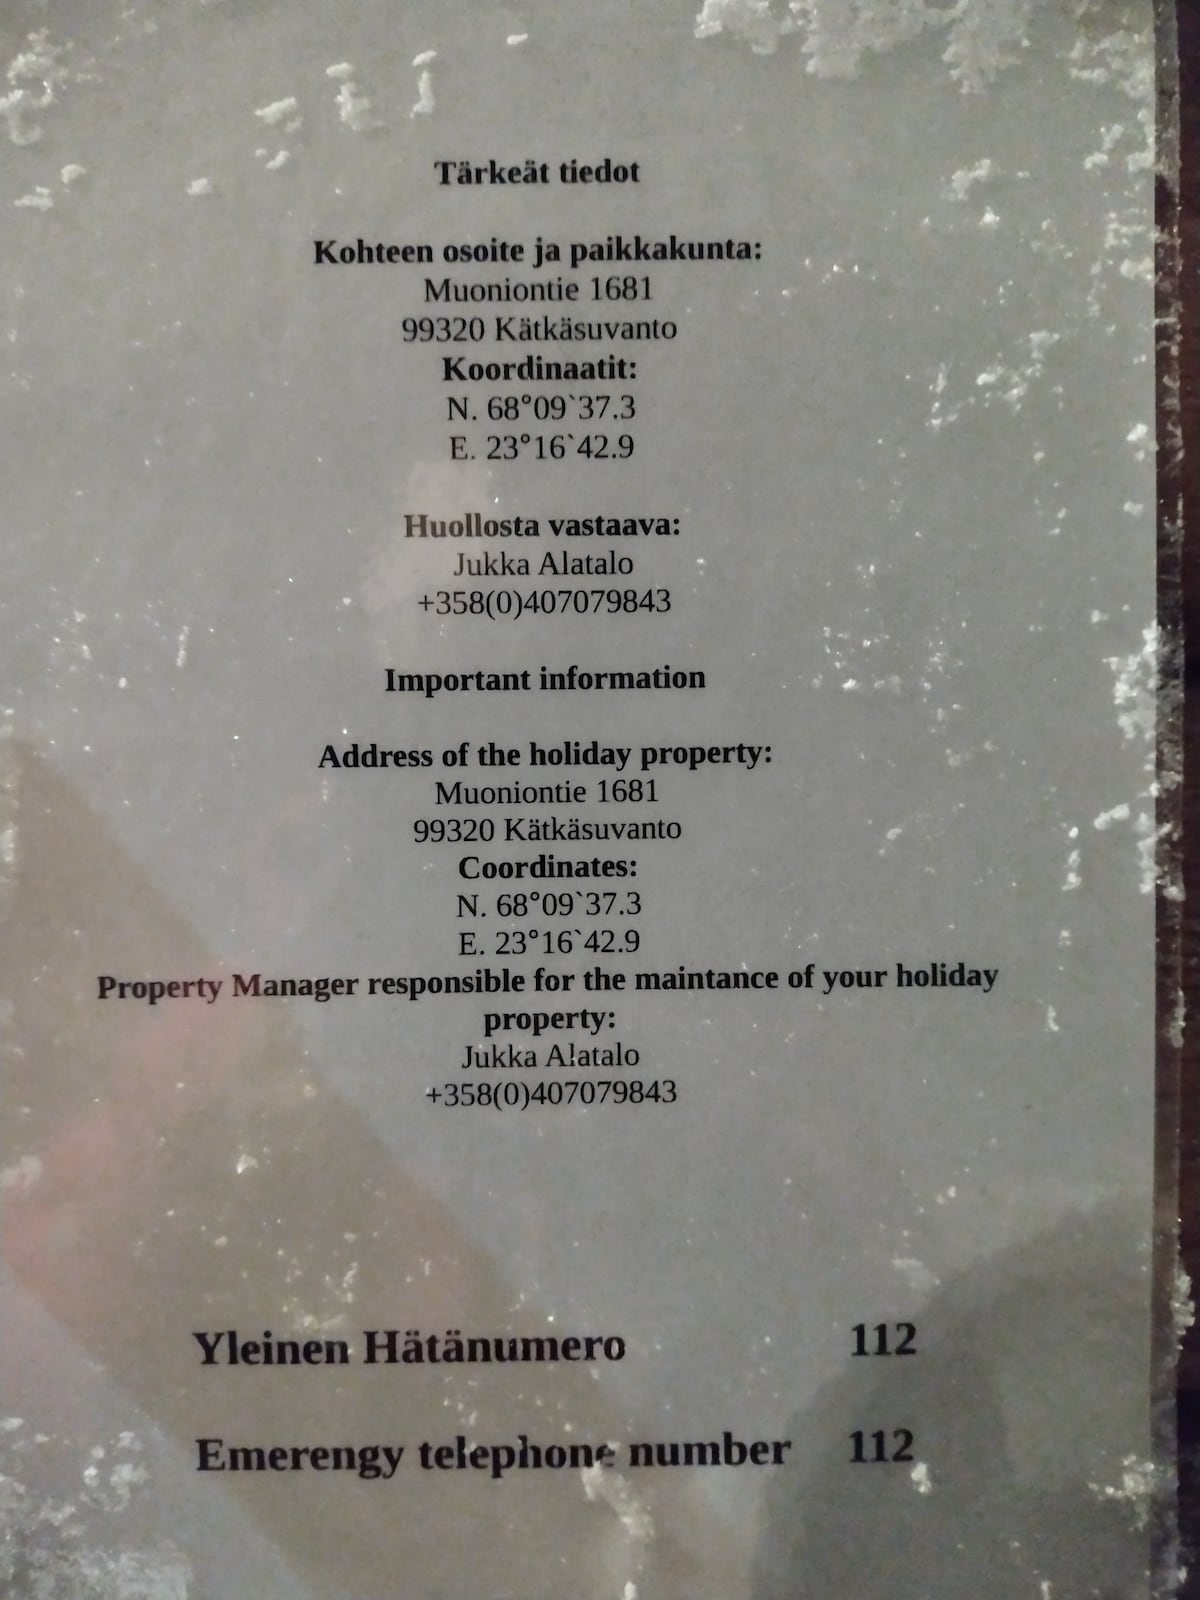 Tärkeät tiedot
Kohteen osoite ja paikkakunta:
Muoniontie 1681
99320 Kätkäsuvanto
Koordinaatit:
N. 68°09`37.3
E. 23°16`42.9
Huollosta vastaava:
Jukka Alatalo
+358(0)407079843
Important information
Address of the holiday property:
Muoniontie 1681
99320 Kätkäsuvanto
Coordinates:
N. 68°09`37.3
E. 23°16`42.9
Property Manager responsible for the maintance of your holiday
property:
Jukka Alatalo
+358(0)407079843
Yleinen Hätänumero 112
Emerengy telephone number 112